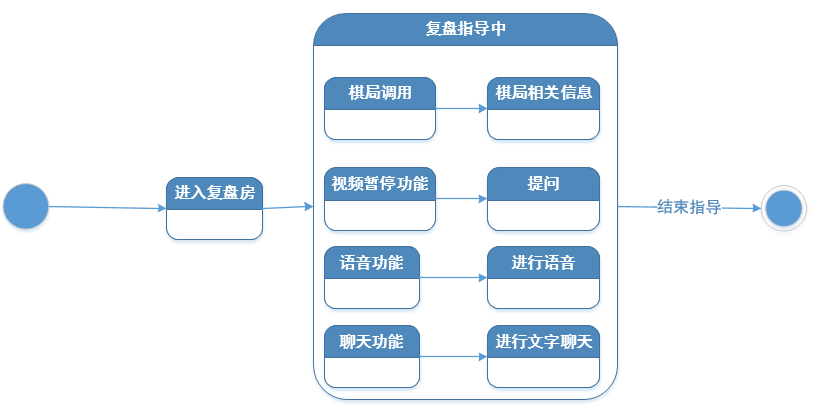 复盘指导中
棋局调用
棋局相关信息
进入复盘房
视频暂停功能
提问
结束指导
语音功能
进行语音
聊天功能
进行文字聊天